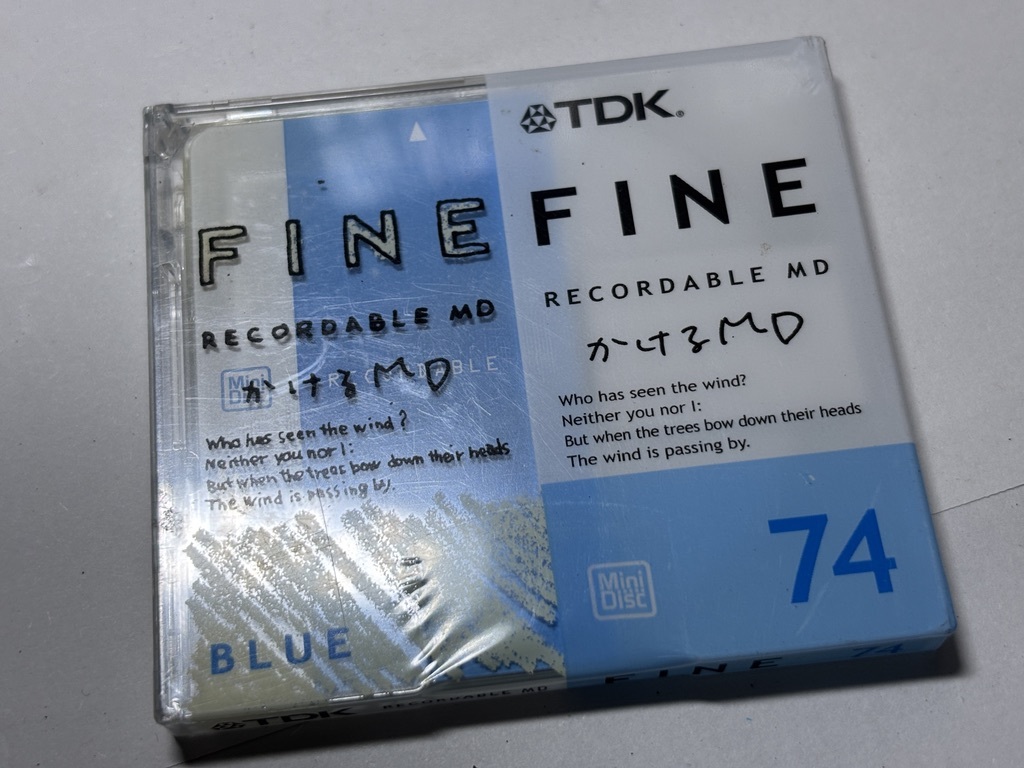 FINE
RECORDABLE MD
Mini
Disc
RECORDABLE
かけるMD
Who has seen the wind?
Neither you nor I:
But when the trees bow down their heads
The wind is passing by.
BLUE
TDK
FINE
RECORDABLE MD
かけるMD
Who has seen the wind?
Neither you nor I:
But when the trees bow down their heads
The wind is passing by.
74
Mini
Disc
TDK RECORDABLE MD FINE 74